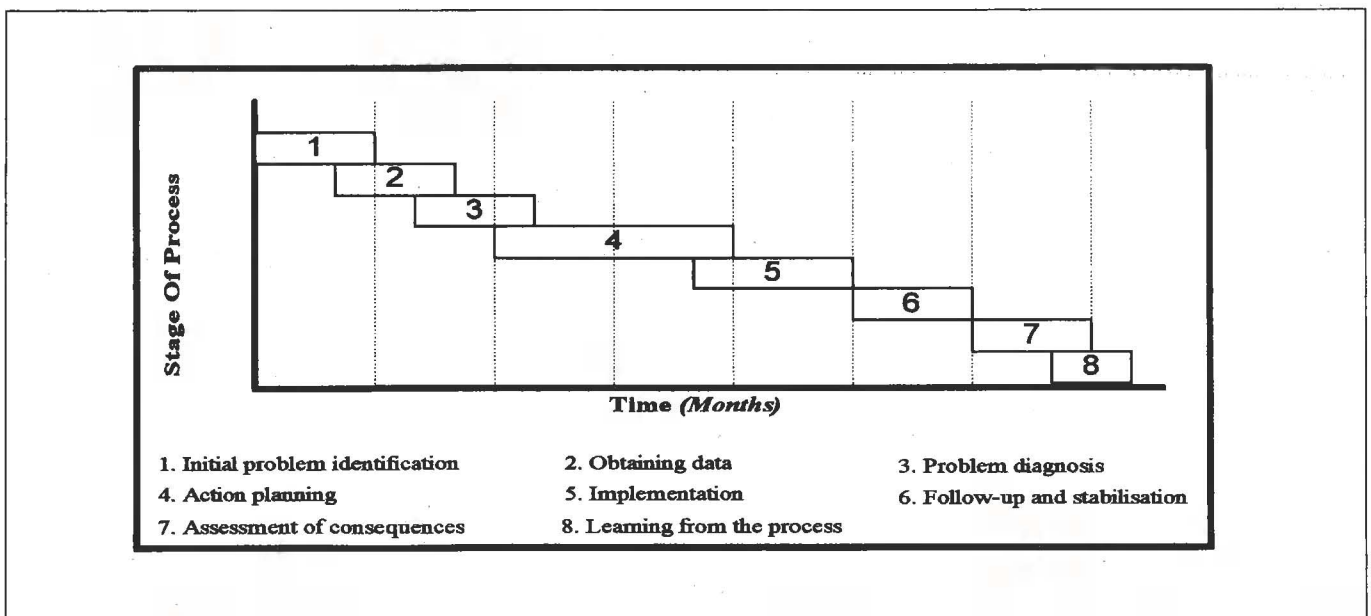 1
2
3
4
5
6
7
8
Stage Of Process
Time (Months)
1. Initial problem identification 2. Obtaining data 3. Problem diagnosis
4. Action planning 5. Implementation 6. Follow-up and stabilisation
7. Assessment of consequences 8. Learning from the process